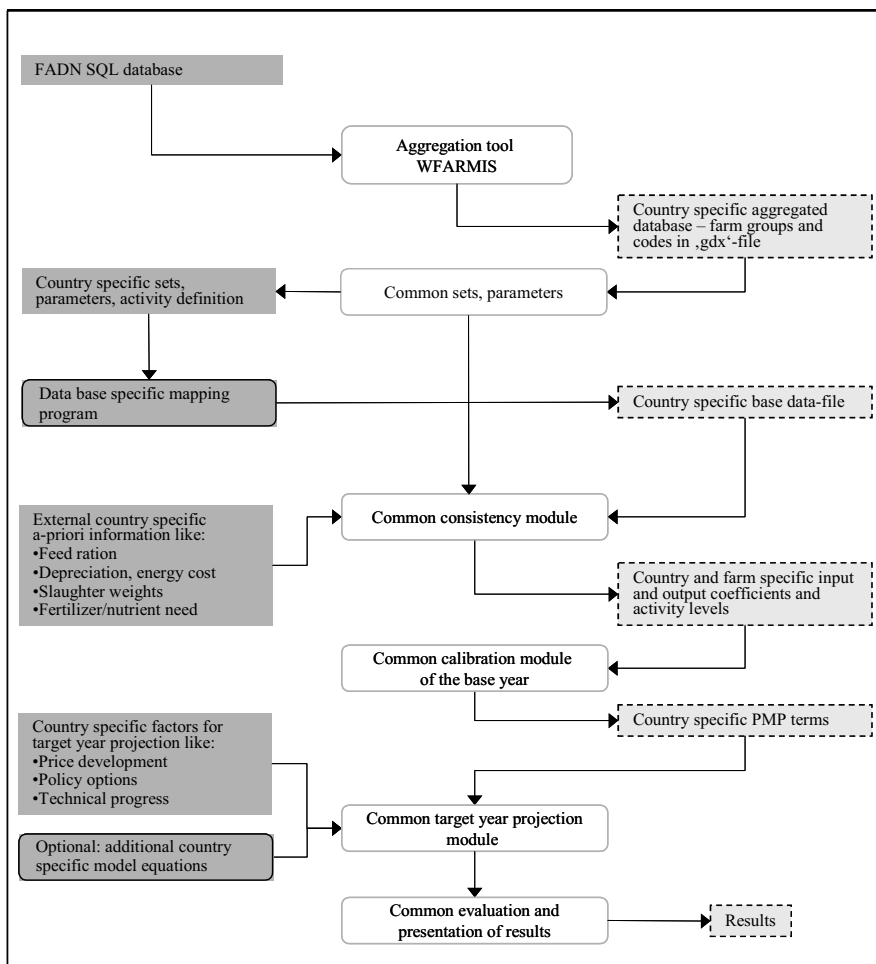 FADN SQL database
Aggregation tool
WFARMIS
Country specific aggregated
database – farm groups and
codes in ‚gdx‘-file
Country specific sets,
parameters, activity definition
Common sets, parameters
Data base specific mapping
program
Country specific base data-file
External country specific
a-priori information like:
•Feed ration
•Depreciation, energy cost
•Slaughter weights
•Fertilizer/nutrient need
Common consistency module
Country and farm specific input
and output coefficients and
activity levels
Common calibration module
of the base year
Country specific PMP terms
Country specific factors for
target year projection like:
•Price development
•Policy options
•Technical progress
Common target year projection
module
Optional: additional country
specific model equations
Common evaluation and
presentation of results
Results